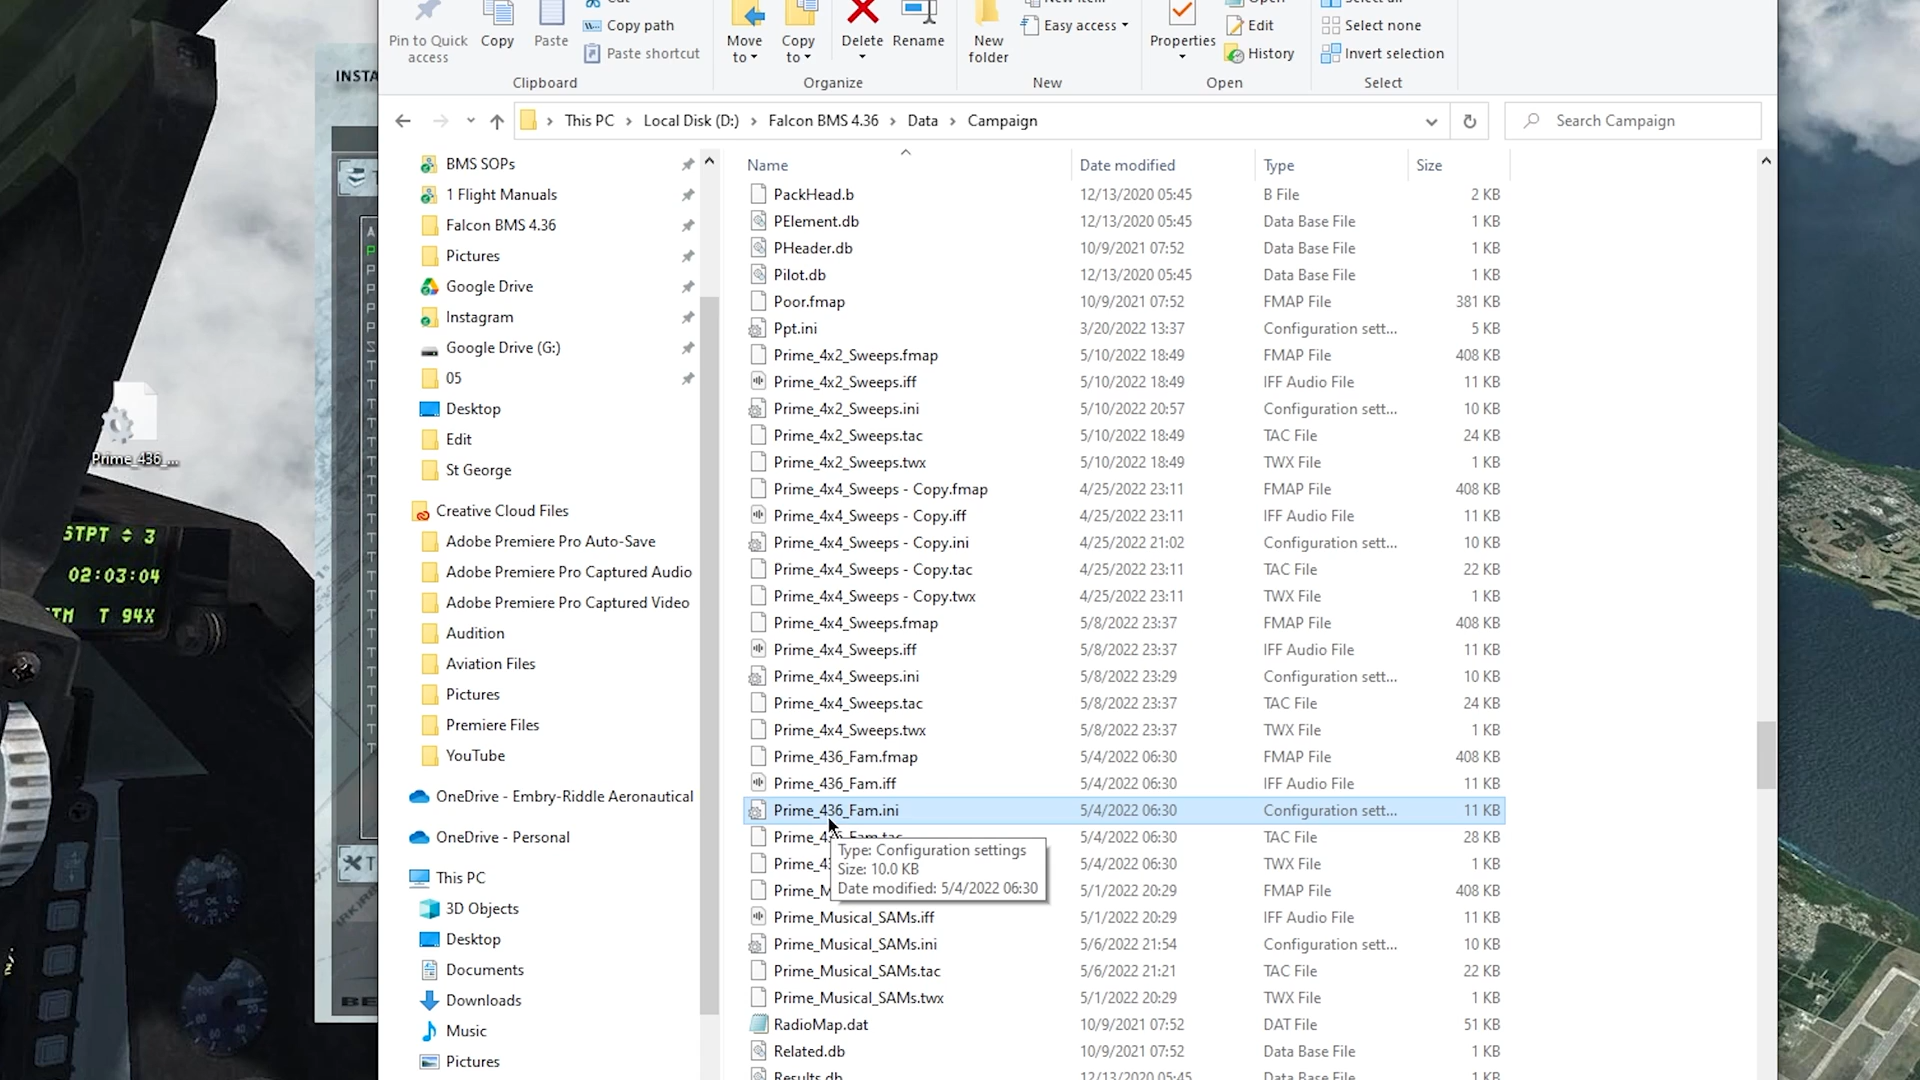 Pin to Quick access
Copy
Paste
Cut
Copy path
Paste shortcut
Clipboard
Move to
Copy to
Delete
Rename
Organize
New folder
New item
Easy access
New
Properties
Open
Edit
History
Open
Select all
Select none
Invert selection
Select
This PC > Local Disk (D:) > Falcon BMS 4.36 > Data > Campaign
Search Campaign
INSTA
Name Date modified Type Size
BMS SOPs
1 Flight Manuals
Falcon BMS 4.36
Pictures
Google Drive
Instagram
Google Drive (G:)
05
Desktop
Edit
St George
Creative Cloud Files
Adobe Premiere Pro Auto-Save
Adobe Premiere Pro Captured Audio
Adobe Premiere Pro Captured Video
Audition
Aviation Files
Pictures
Premiere Files
YouTube
OneDrive - Embry-Riddle Aeronautical
OneDrive - Personal
This PC
3D Objects
Desktop
Documents
Downloads
Music
Pictures
PackHead.b 12/13/2020 05:45 B File 2 KB
PElement.db 12/13/2020 05:45 Data Base File 1 KB
PHeader.db 10/9/2021 07:52 Data Base File 1 KB
Pilot.db 12/13/2020 05:45 Data Base File 1 KB
Poor.fmap 10/9/2021 07:52 FMAP File 381 KB
Ppt.ini 3/20/2022 13:37 Configuration sett... 5 KB
Prime_4x2_Sweeps.fmap 5/10/2022 18:49 FMAP File 408 KB
Prime_4x2_Sweeps.iff 5/10/2022 18:49 IFF Audio File 11 KB
Prime_4x2_Sweeps.ini 5/10/2022 20:57 Configuration sett... 10 KB
Prime_4x2_Sweeps.tac 5/10/2022 18:49 TAC File 24 KB
Prime_4x2_Sweeps.twx 5/10/2022 18:49 TWX File 1 KB
Prime_4x4_Sweeps - Copy.fmap 4/25/2022 23:11 FMAP File 408 KB
Prime_4x4_Sweeps - Copy.iff 4/25/2022 23:11 IFF Audio File 11 KB
Prime_4x4_Sweeps - Copy.ini 4/25/2022 21:02 Configuration sett... 10 KB
Prime_4x4_Sweeps - Copy.tac 4/25/2022 23:11 TAC File 22 KB
Prime_4x4_Sweeps - Copy.twx 4/25/2022 23:11 TWX File 1 KB
Prime_4x4_Sweeps.fmap 5/8/2022 23:37 FMAP File 408 KB
Prime_4x4_Sweeps.iff 5/8/2022 23:37 IFF Audio File 11 KB
Prime_4x4_Sweeps.ini 5/8/2022 23:29 Configuration sett... 10 KB
Prime_4x4_Sweeps.tac 5/8/2022 23:37 TAC File 24 KB
Prime_4x4_Sweeps.twx 5/8/2022 23:37 TWX File 1 KB
Prime_436_Fam.fmap 5/4/2022 06:30 FMAP File 408 KB
Prime_436_Fam.iff 5/4/2022 06:30 IFF Audio File 11 KB
Prime_436_Fam.ini 5/4/2022 06:30 Configuration sett... 11 KB
Prime_436_Fam.tac 5/4/2022 06:30 TAC File 28 KB
Prime_43 5/4/2022 06:30 TWX File 1 KB
Prime_M 5/1/2022 20:29 FMAP File 408 KB
Prime_Musical_SAMs.iff 5/1/2022 20:29 IFF Audio File 11 KB
Prime_Musical_SAMs.ini 5/6/2022 21:54 Configuration sett... 10 KB
Prime_Musical_SAMs.tac 5/6/2022 21:21 TAC File 22 KB
Prime_Musical_SAMs.twx 5/1/2022 20:29 TWX File 1 KB
RadioMap.dat 10/9/2021 07:52 DAT File 51 KB
Related.db 10/9/2021 07:52 Data Base File 1 KB
Results.db 12/13/2020 05:45 Data Base File 1 KB
Type: Configuration settings
Size: 10.0 KB
Date modified: 5/4/2022 06:30
Prime_436_...
STPT 3
02:03:04
T 94X